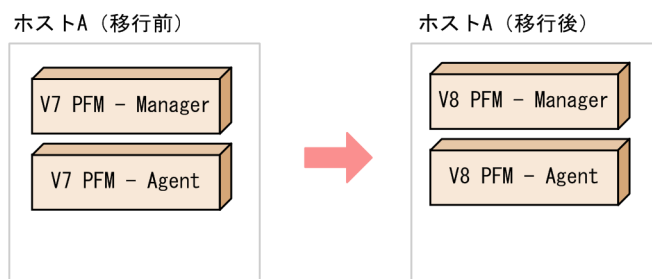 ホストA（移行前）
V7 PFM － Manager
V7 PFM － Agent
ホストA（移行後）
V8 PFM － Manager
V8 PFM － Agent